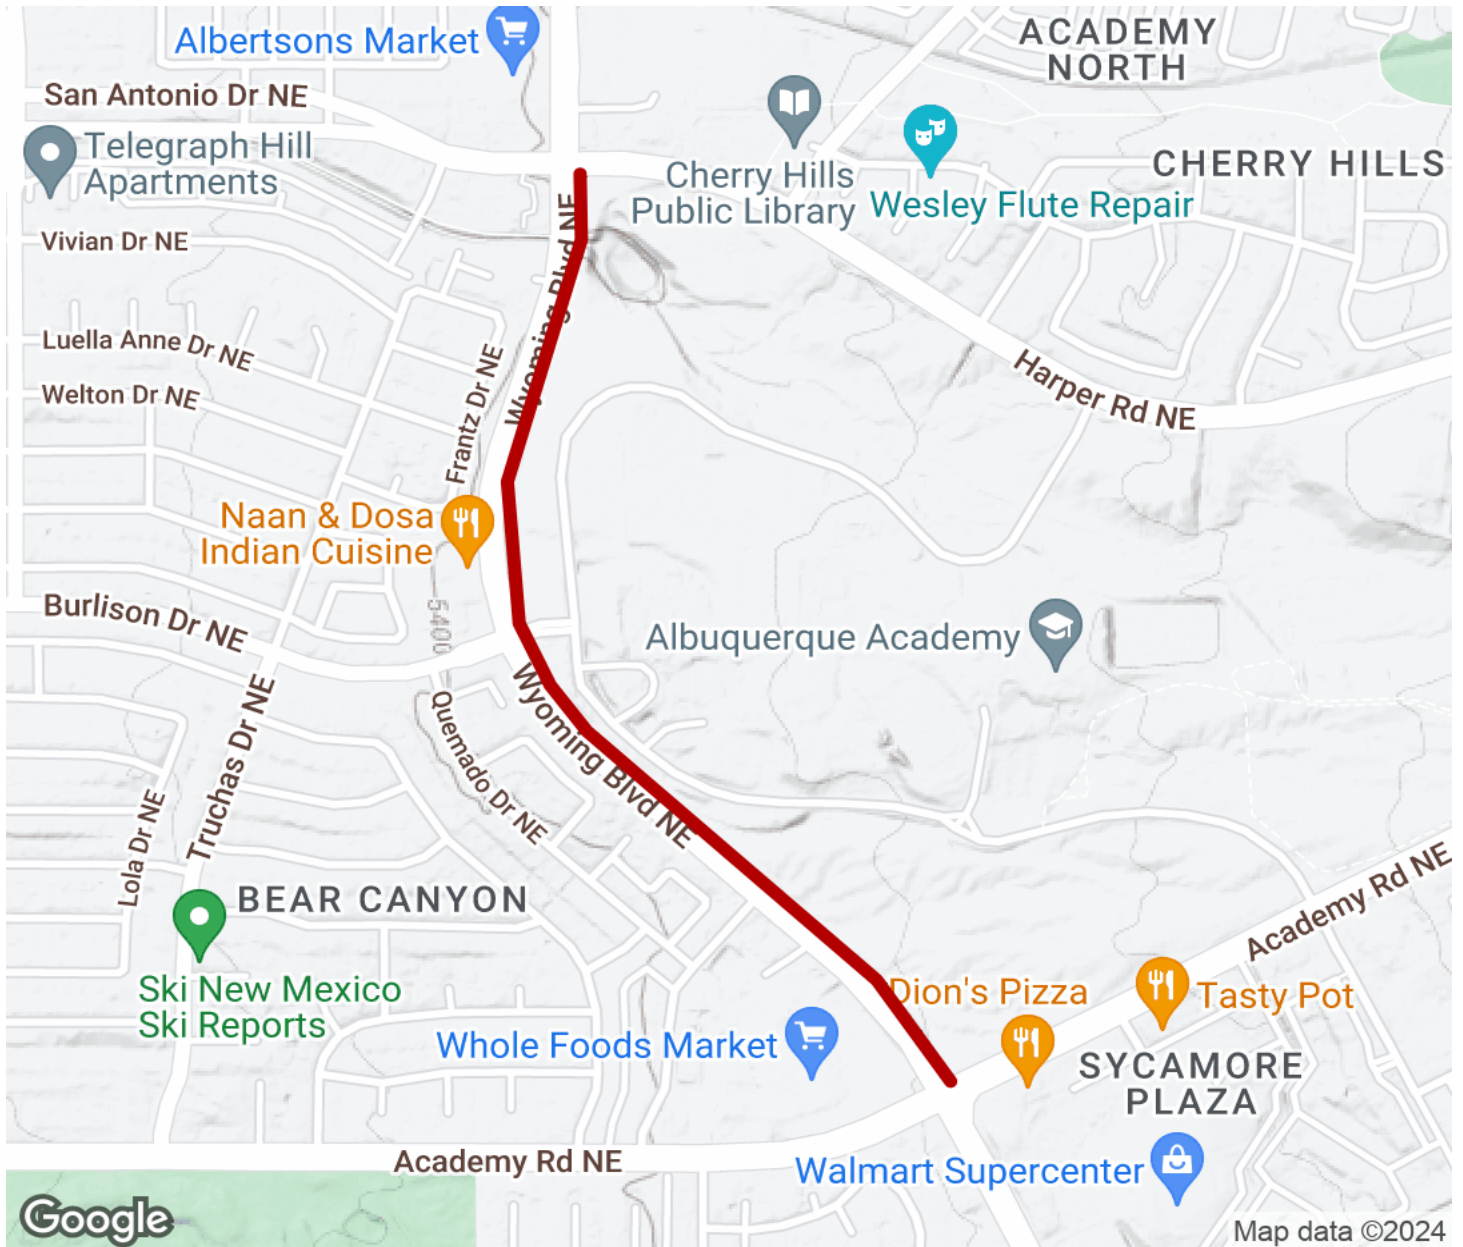 ACADEMY
NORTH
Albertsons Market
San Antonio Dr NE
Telegraph Hill
Apartments
Cherry Hills
Public Library
Wesley Flute Repair
CHERRY HILLS
Vivian Dr NE
Wyoming Blvd NE
Luella Anne Dr NE
Welton Dr NE
Frantz Dr NE
Harper Rd NE
Naan & Dosa
Indian Cuisine
Burlison Dr NE
5400
Albuquerque Academy
Truchas Dr NE
Quemado Dr NE
Wyoming Blvd NE
Lola Dr NE
BEAR CANYON
Academy Rd NE
Ski New Mexico
Ski Reports
Dion's Pizza
Tasty Pot
Whole Foods Market
SYCAMORE
PLAZA
Academy Rd NE
Walmart Supercenter
Google
Map data ©2024